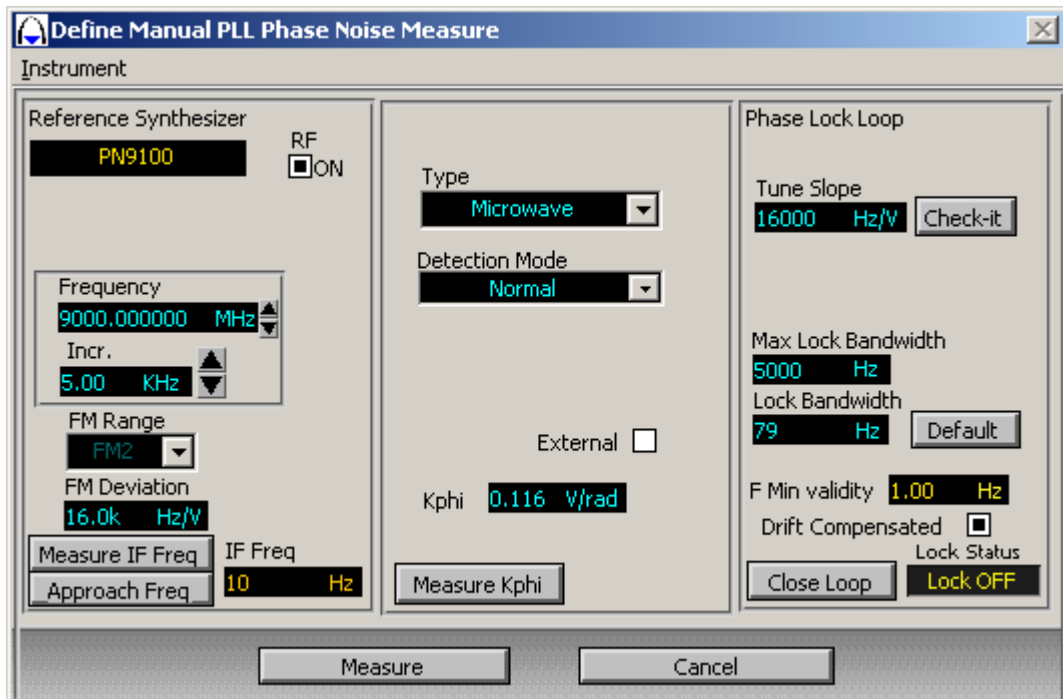 Define Manual PLL Phase Noise Measure
Instrument
Reference Synthesizer
PN9100
RF
ON
Frequency
9000.000000 MHz
Incr.
5.00 KHz
FM Range
FM2
FM Deviation
16.0k Hz/V
Measure IF Freq
Approach Freq
IF Freq
10 Hz
Type
Microwave
Detection Mode
Normal
External
Kphi 0.116 V/rad
Measure Kphi
Phase Lock Loop
Tune Slope
16000 Hz/V
Check-it
Max Lock Bandwidth
5000 Hz
Lock Bandwidth
79 Hz
Default
F Min validity 1.00 Hz
Drift Compensated
Lock Status
Close Loop
Lock OFF
Measure
Cancel